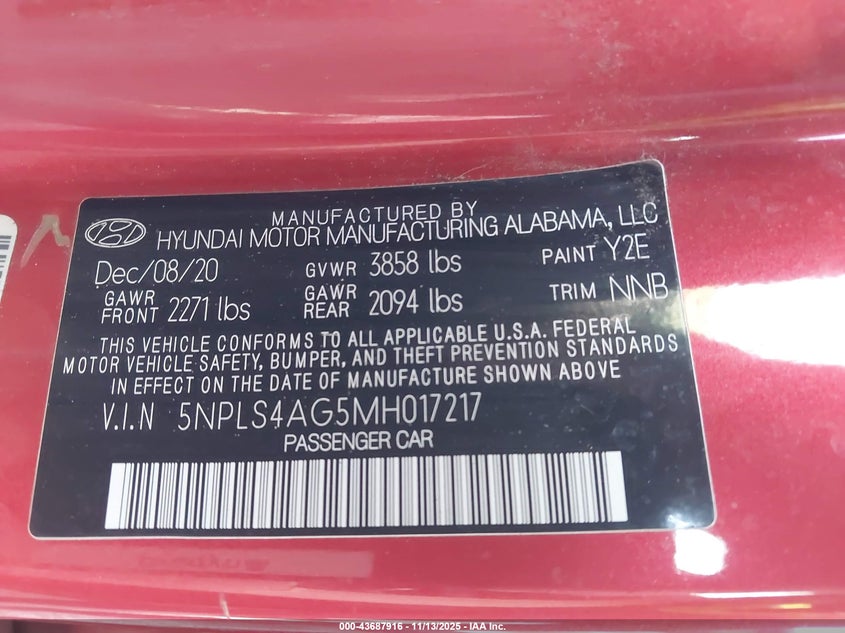 MANUFACTURED BY
HYUNDAI MOTOR MANUFACTURING ALABAMA, LLC
Dec/08/20 GVWR 3858 lbs PAINT Y2E
GAWR FRONT 2271 lbs GAWR REAR 2094 lbs TRIM NNB
THIS VEHICLE CONFORMS TO ALL APPLICABLE U.S.A. FEDERAL
MOTOR VEHICLE SAFETY, BUMPER, AND THEFT PREVENTION STANDARDS
IN EFFECT ON THE DATE OF MANUFACTURE SHOWN ABOVE
V.I.N 5NPLS4AG5MH017217
PASSENGER CAR
000-43687916 - 11/13/2025 - IAA Inc.